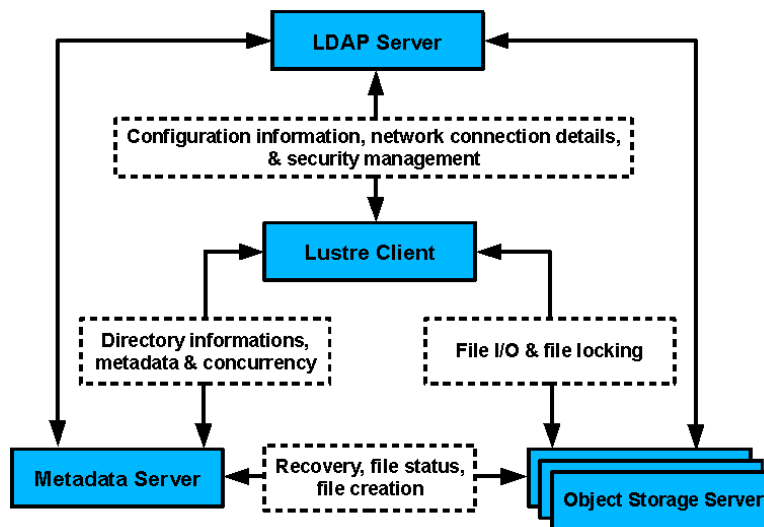 LDAP Server
Configuration information, network connection details,
& security management
Lustre Client
Directory informations,
metadata & concurrency
File I/O & file locking
Metadata Server
Recovery, file status,
file creation
Object Storage Server